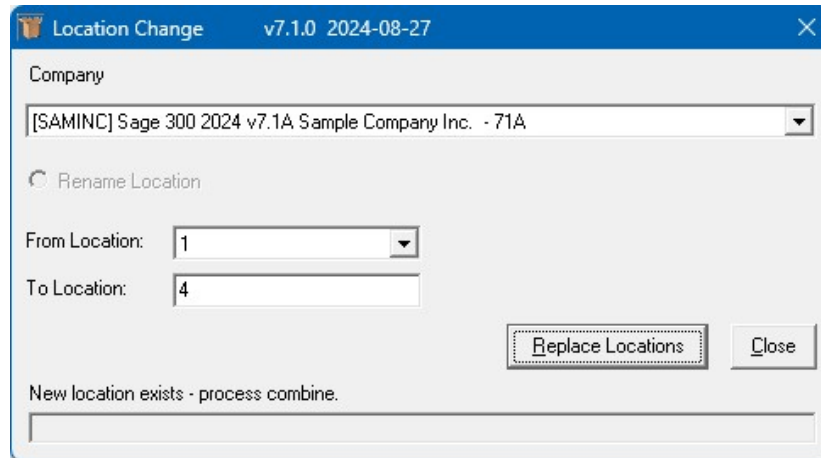 Location Change v7.1.0 2024-08-27
Company
[SAMINC] Sage 300 2024 v7.1A Sample Company Inc. - 71A
Rename Location
From Location: 1
To Location: 4
Replace Locations Close
New location exists - process combine.